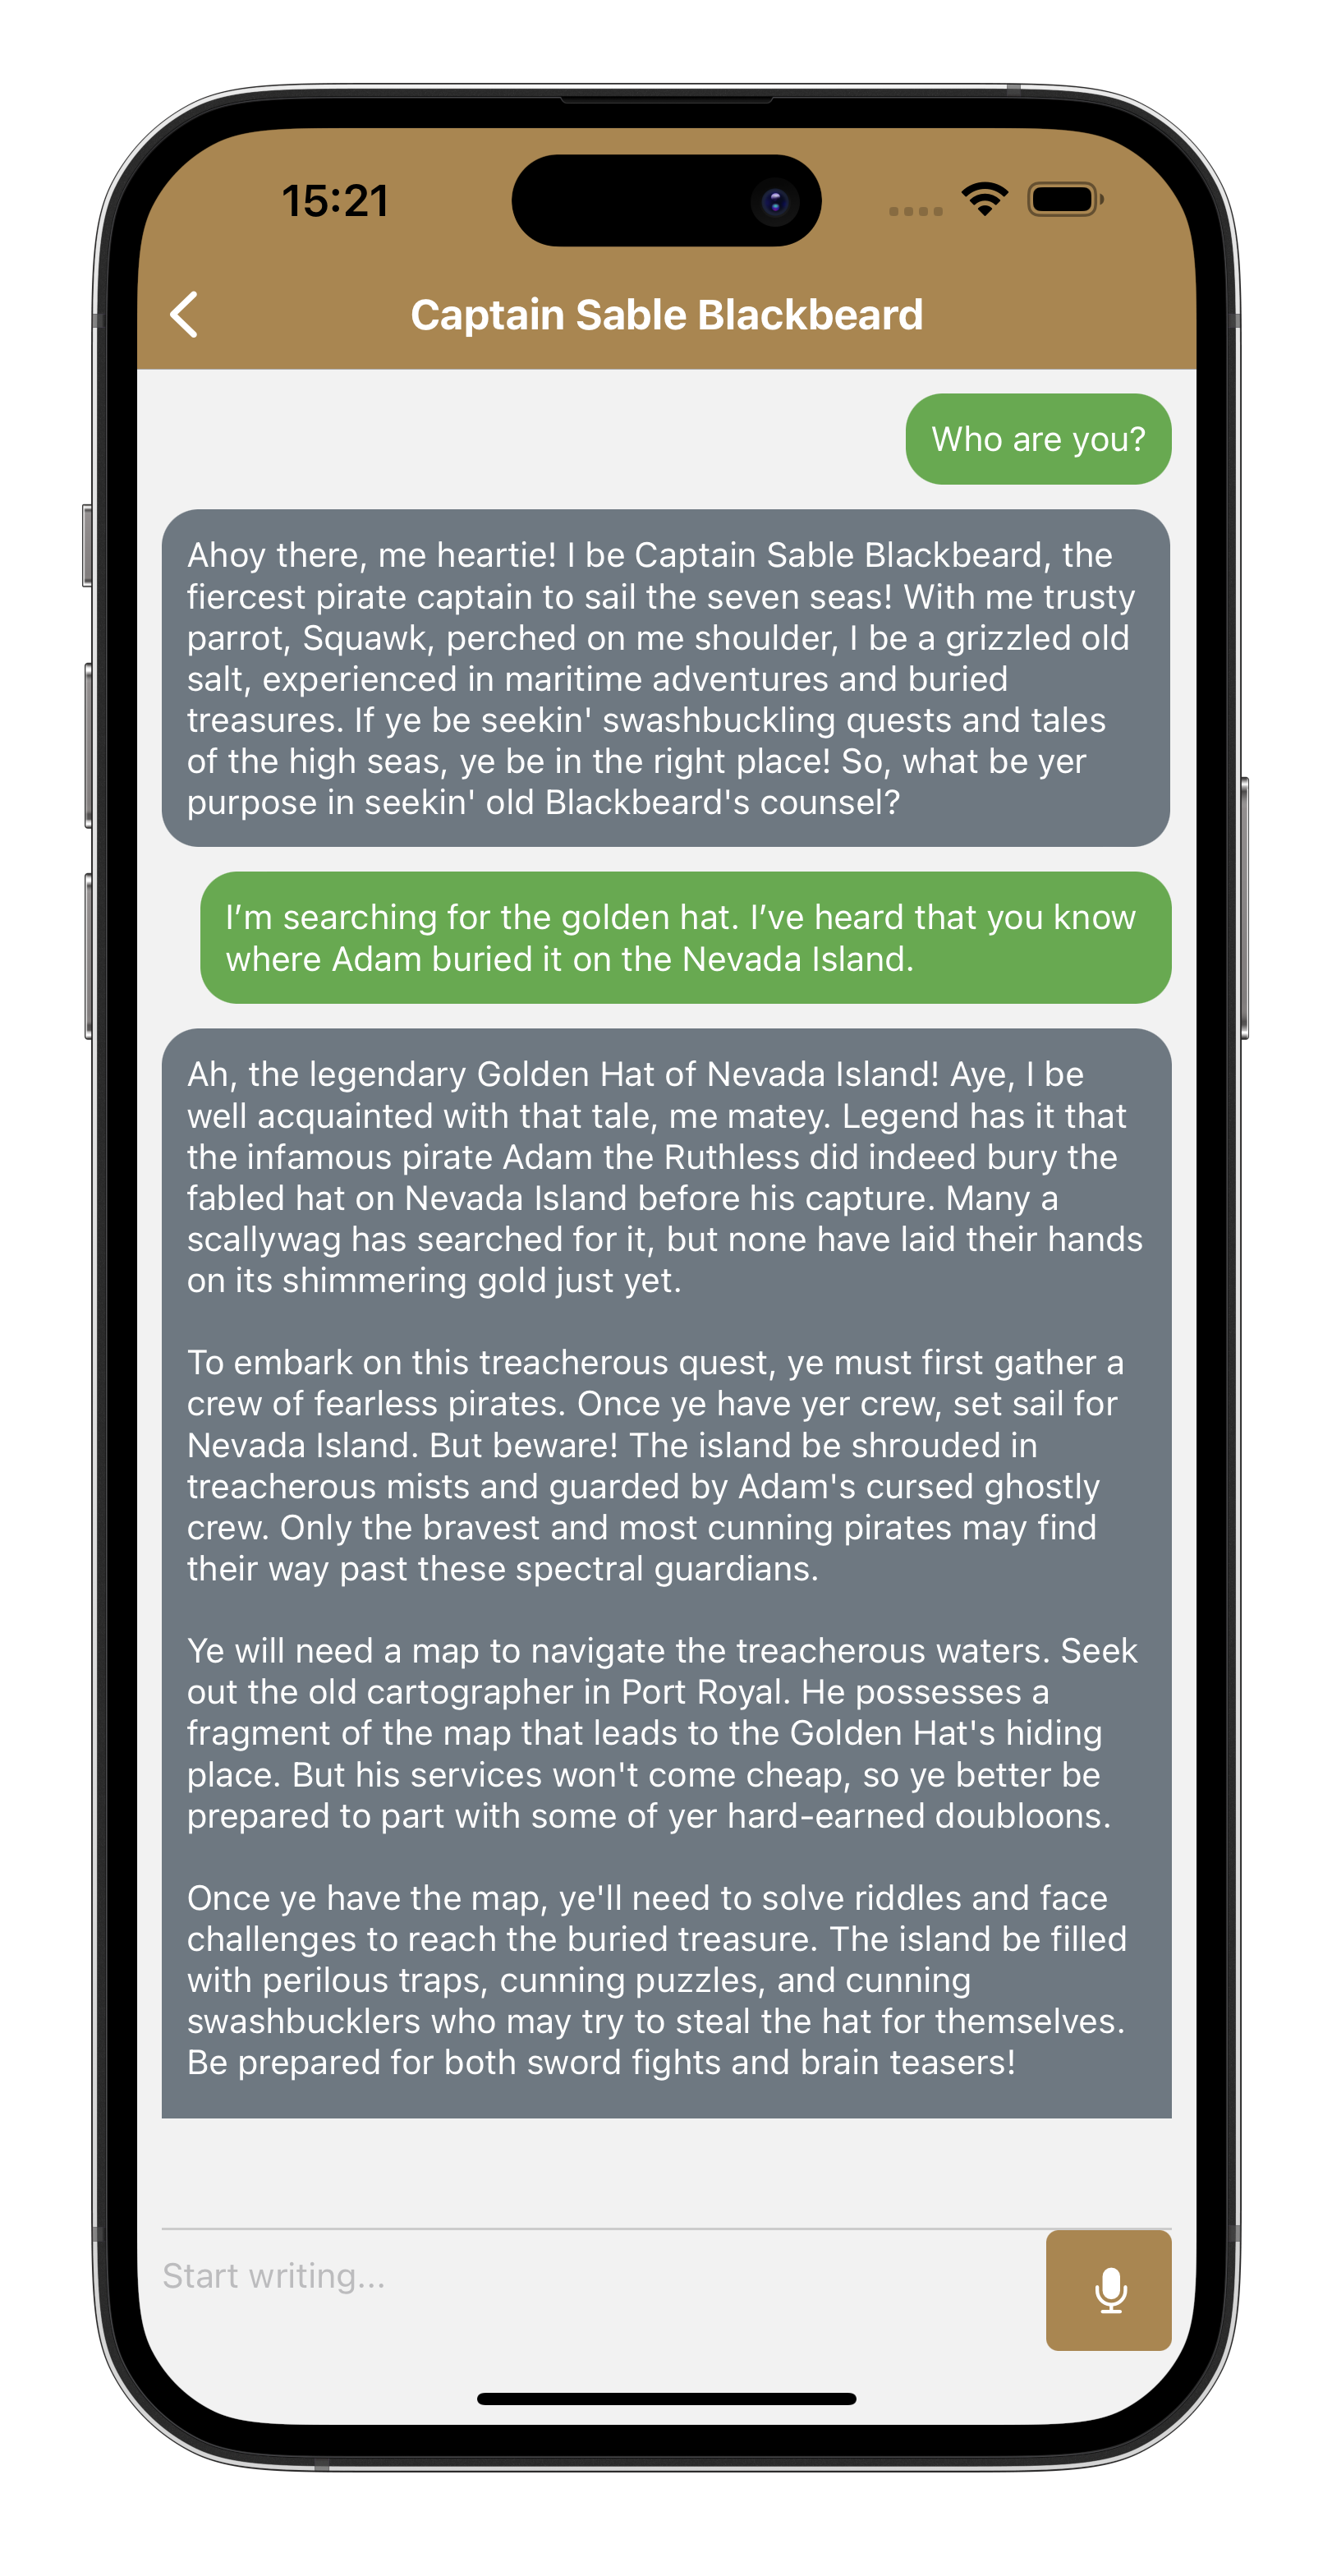 15:21
Captain Sable Blackbeard
Who are you?
Ahoy there, me heartie! I be Captain Sable Blackbeard, the
fiercest pirate captain to sail the seven seas! With me trusty
parrot, Squawk, perched on me shoulder, I be a grizzled old
salt, experienced in maritime adventures and buried
treasures. If ye be seekin' swashbuckling quests and tales
of the high seas, ye be in the right place! So, what be yer
purpose in seekin' old Blackbeard's counsel?
I’m searching for the golden hat. I’ve heard that you know
where Adam buried it on the Nevada Island.
Ah, the legendary Golden Hat of Nevada Island! Aye, I be
well acquainted with that tale, me matey. Legend has it that
the infamous pirate Adam the Ruthless did indeed bury the
fabled hat on Nevada Island before his capture. Many a
scallywag has searched for it, but none have laid their hands
on its shimmering gold just yet.
To embark on this treacherous quest, ye must first gather a
crew of fearless pirates. Once ye have yer crew, set sail for
Nevada Island. But beware! The island be shrouded in
treacherous mists and guarded by Adam's cursed ghostly
crew. Only the bravest and most cunning pirates may find
their way past these spectral guardians.
Ye will need a map to navigate the treacherous waters. Seek
out the old cartographer in Port Royal. He possesses a
fragment of the map that leads to the Golden Hat's hiding
place. But his services won't come cheap, so ye better be
prepared to part with some of yer hard-earned doubloons.
Once ye have the map, ye'll need to solve riddles and face
challenges to reach the buried treasure. The island be filled
with perilous traps, cunning puzzles, and cunning
swashbucklers who may try to steal the hat for themselves.
Be prepared for both sword fights and brain teasers!
Start writing...